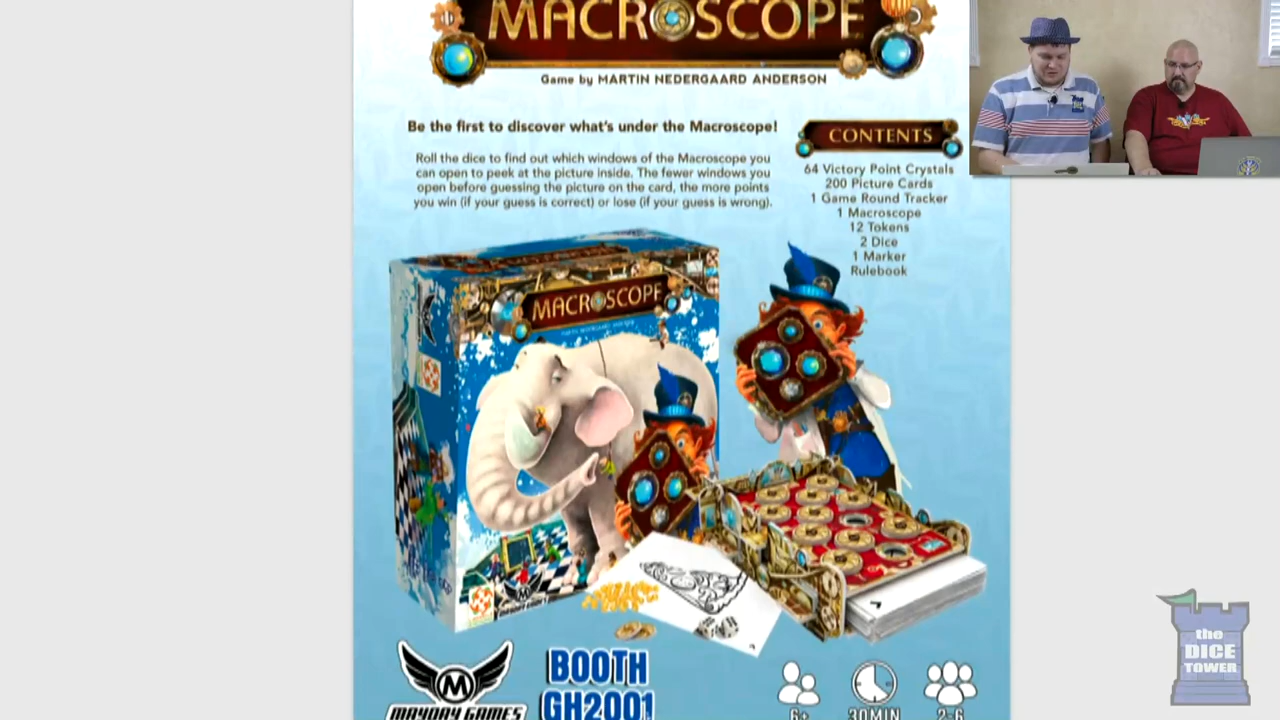 MACROSCOPE
Game by MARTIN NEDERGAARD ANDERSON
Be the first to discover what's under the Macroscope!
Roll the dice to find out which windows of the Macroscope you
can open to peek at the picture inside. The fewer windows you
open before guessing the picture on the card, the more points
you win (if your guess is correct) or lose (if your guess is wrong).
CONTENTS
64 Victory Point Crystals
200 Picture Cards
1 Game Round Tracker
1 Macroscope
12 Tokens
2 Dice
1 Marker
Rulebook
MACROSCOPE
M
MAYDAY GAMES
BOOTH
GH2001
6+
30MIN
2-6
the
DICE
TOWER